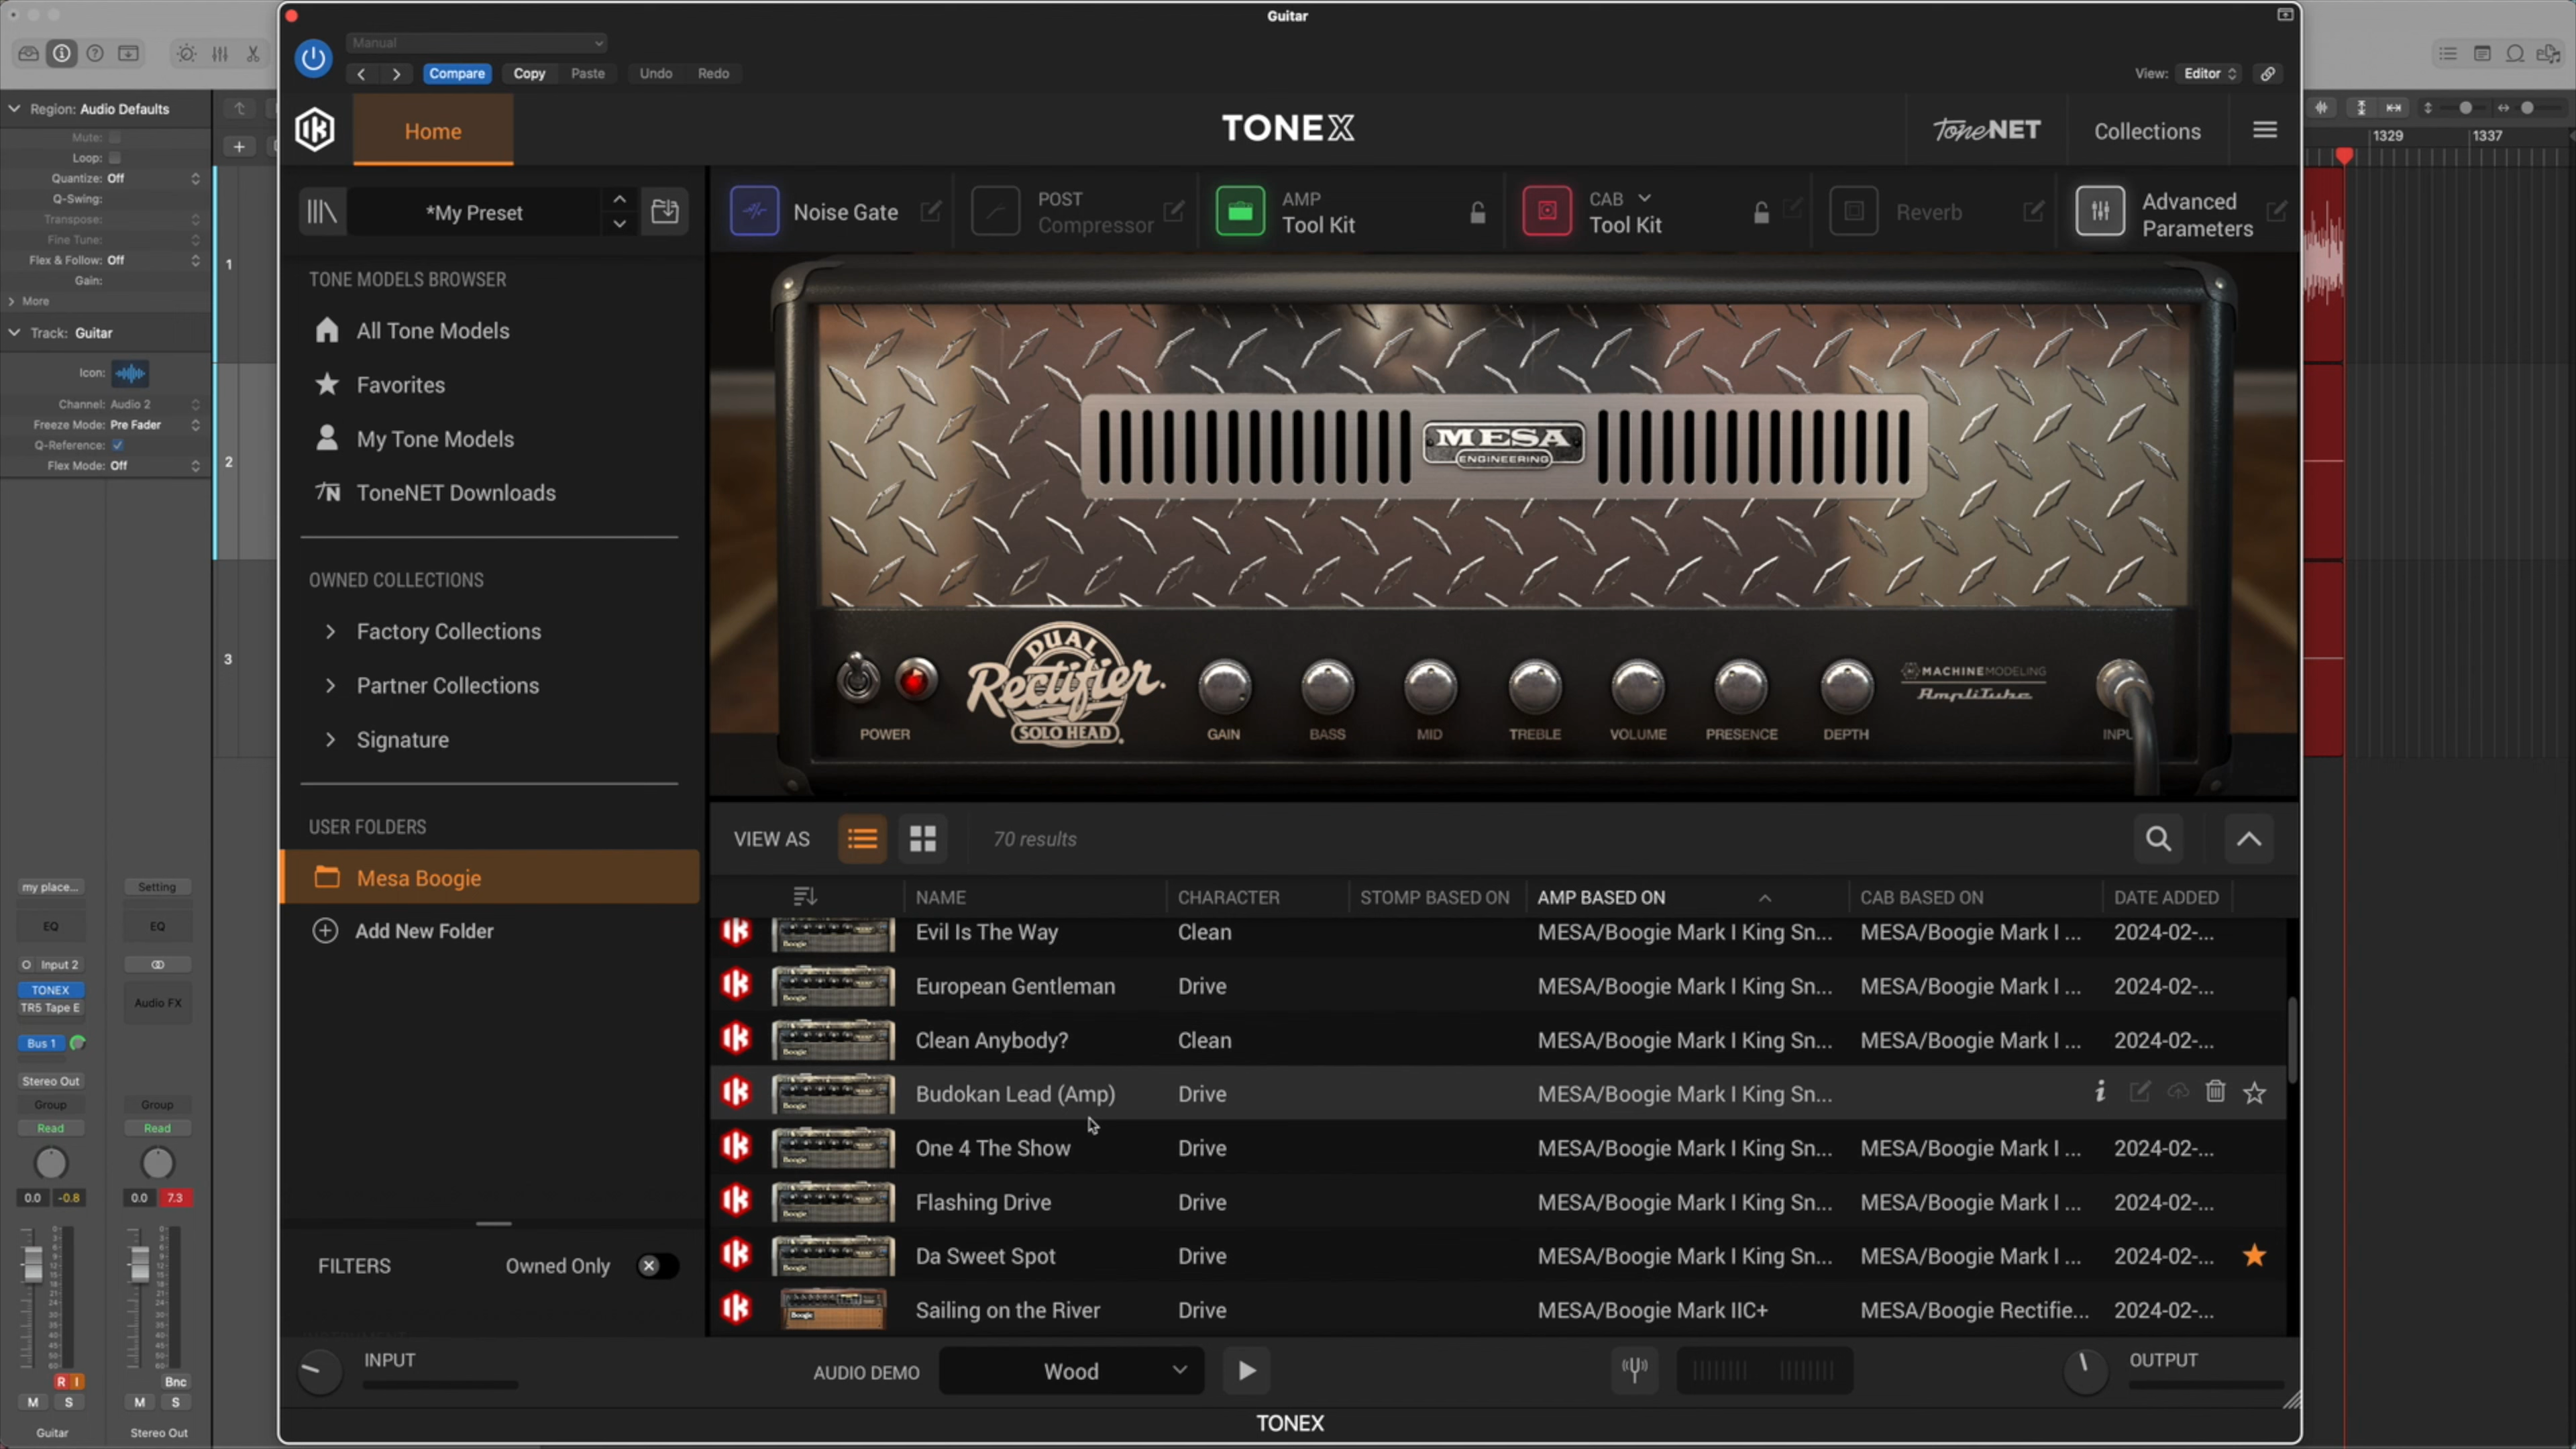 Guitar
Manual
Compare
Copy
Paste
Undo
Redo
View: Editor
Region: Audio Defaults
Mute:
Loop:
Quantize: Off
Q-Swing:
Transpose:
Fine Tune:
Flex & Follow: Off
Gain:
More
Track: Guitar
Icon:
Channel: Audio 2
Freeze Mode: Pre Fader
Q-Reference:
Flex Mode: Off
1
2
3
1329
1337
Home
TONEX
ToneNET
Collections
*My Preset
Noise Gate
POST
Compressor
AMP
Tool Kit
CAB
Tool Kit
Reverb
Advanced
Parameters
TONE MODELS BROWSER
All Tone Models
Favorites
My Tone Models
ToneNET Downloads
OWNED COLLECTIONS
Factory Collections
Partner Collections
Signature
USER FOLDERS
Mesa Boogie
Add New Folder
FILTERS
Owned Only
MESA
ENGINEERING
DUAL
Rectifier.
SOLO HEAD
POWER
GAIN
BASS
MID
TREBLE
VOLUME
PRESENCE
DEPTH
MACHINEMODELING
AmpliTube
INPU
VIEW AS
70 results
NAME
CHARACTER
STOMP BASED ON
AMP BASED ON
CAB BASED ON
DATE ADDED
Evil Is The Way Clean MESA/Boogie Mark I King Sn... MESA/Boogie Mark I ... 2024-02-...
European Gentleman Drive MESA/Boogie Mark I King Sn... MESA/Boogie Mark I ... 2024-02-...
Clean Anybody? Clean MESA/Boogie Mark I King Sn... MESA/Boogie Mark I ... 2024-02-...
Budokan Lead (Amp) Drive MESA/Boogie Mark I King Sn...
One 4 The Show Drive MESA/Boogie Mark I King Sn... MESA/Boogie Mark I ... 2024-02-...
Flashing Drive Drive MESA/Boogie Mark I King Sn... MESA/Boogie Mark I ... 2024-02-...
Da Sweet Spot Drive MESA/Boogie Mark I King Sn... MESA/Boogie Mark I ... 2024-02-...
Sailing on the River Drive MESA/Boogie Mark IIC+ MESA/Boogie Rectifie... 2024-02-...
INPUT
AUDIO DEMO
Wood
OUTPUT
TONEX
my place...
Setting
EQ
EQ
Input 2
TONEX
TR5 Tape E
Audio FX
Bus 1
Stereo Out
Group
Group
Read
Read
0.0
-0.8
0.0
7.3
R I
Bnc
M S
M S
Guitar
Stereo Out